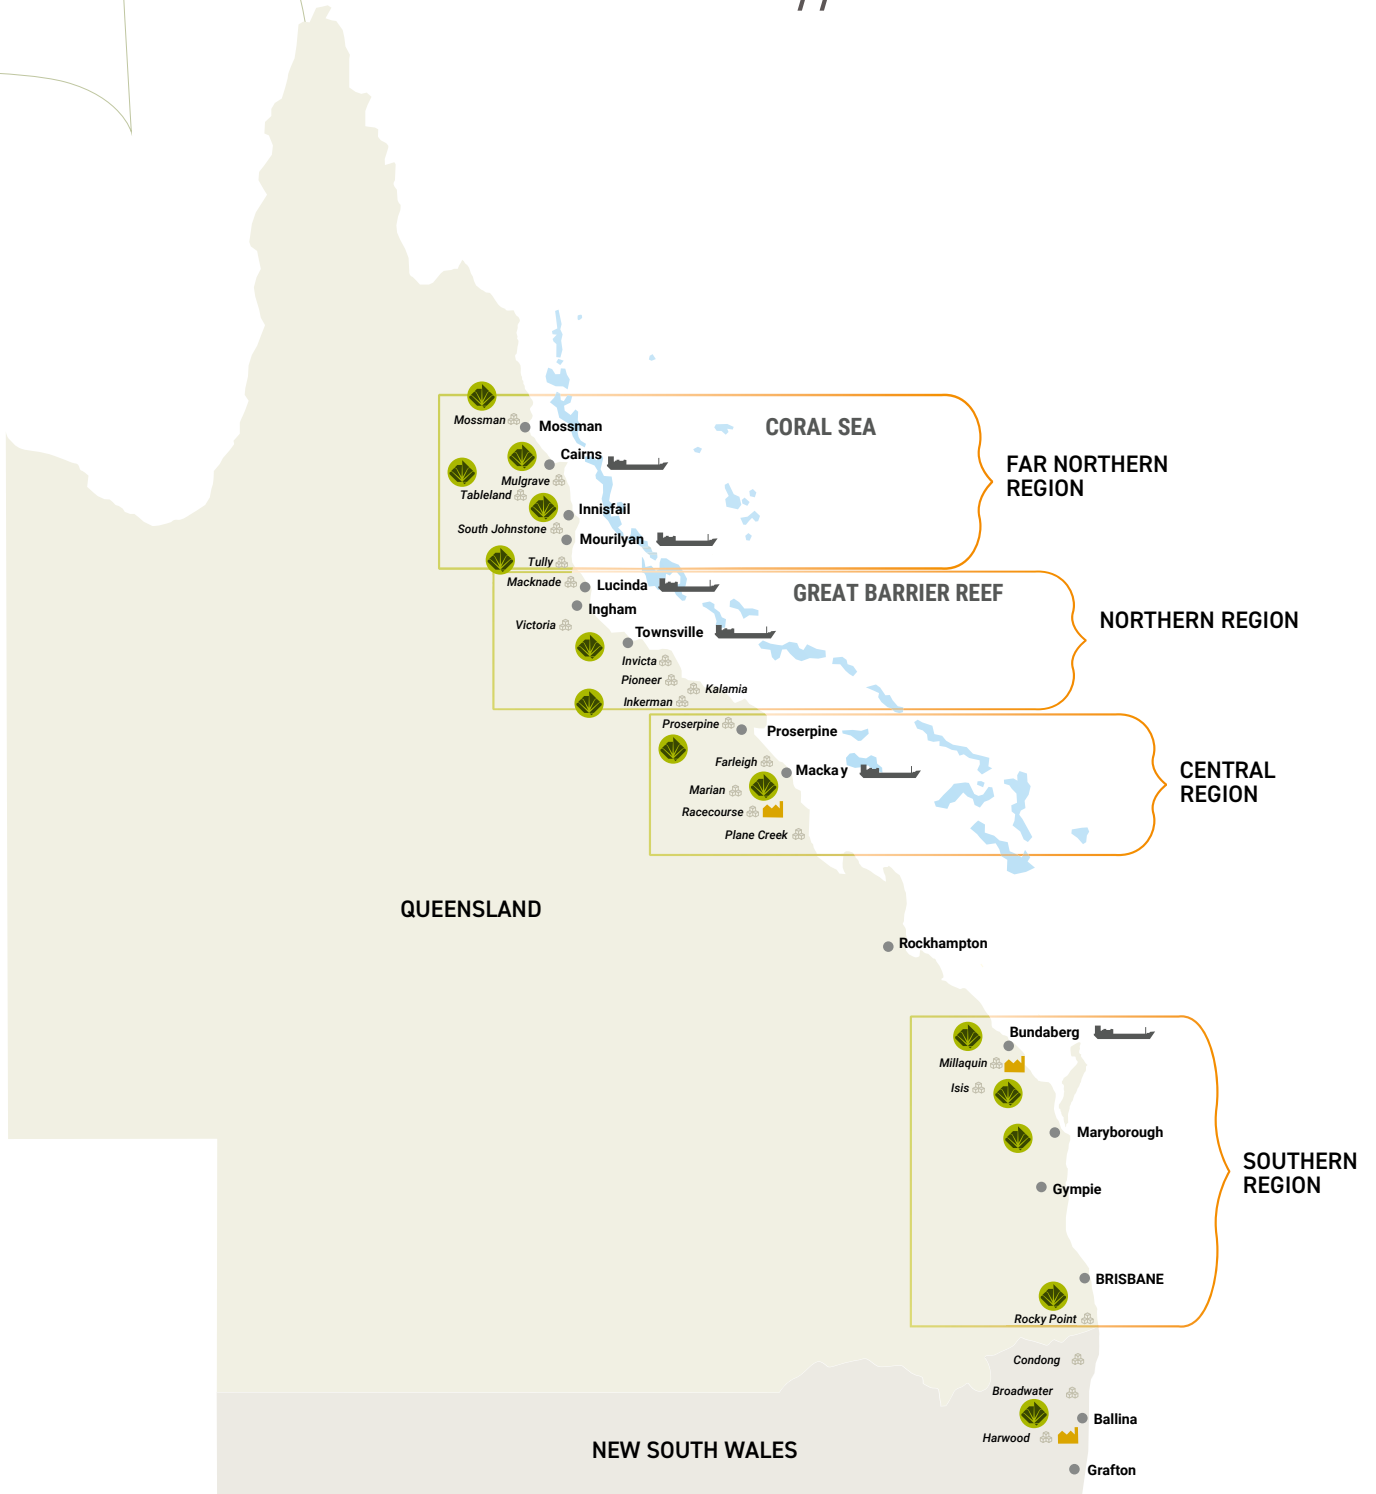 Mossman
Mossman
CORAL SEA
Cairns
FAR NORTHERN
REGION
Mulgrave
Tableland
Innisfail
South Johnstone
Mourilyan
Tully
Macknade
Lucinda
GREAT BARRIER REEF
Ingham
NORTHERN REGION
Victoria
Townsville
Invicta
Pioneer
Kalamia
Inkerman
Proserpine
Proserpine
Farleigh
Mackay
CENTRAL
REGION
Marian
Racecourse
Plane Creek
QUEENSLAND
Rockhampton
Bundaberg
Millaquin
Isis
Maryborough
SOUTHERN
REGION
Gympie
BRISBANE
Rocky Point
Condong
Broadwater
Ballina
Harwood
NEW SOUTH WALES
Grafton